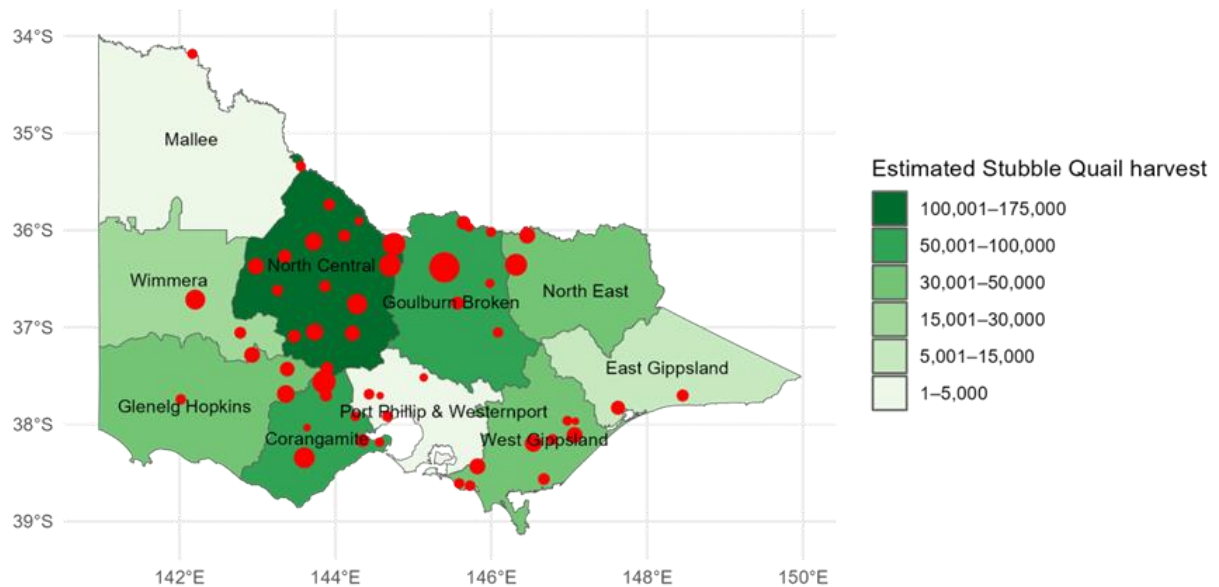 34°S
35°S
36°S
37°S
38°S
39°S
142°E
144°E
146°E
148°E
150°E
Mallee
Wimmera
North Central
Goulburn Broken
North East
East Gippsland
Glenelg Hopkins
Corangamite
Port Phillip & Westernport
West Gippsland
Estimated Stubble Quail harvest
100,001–175,000
50,001–100,000
30,001–50,000
15,001–30,000
5,001–15,000
1–5,000